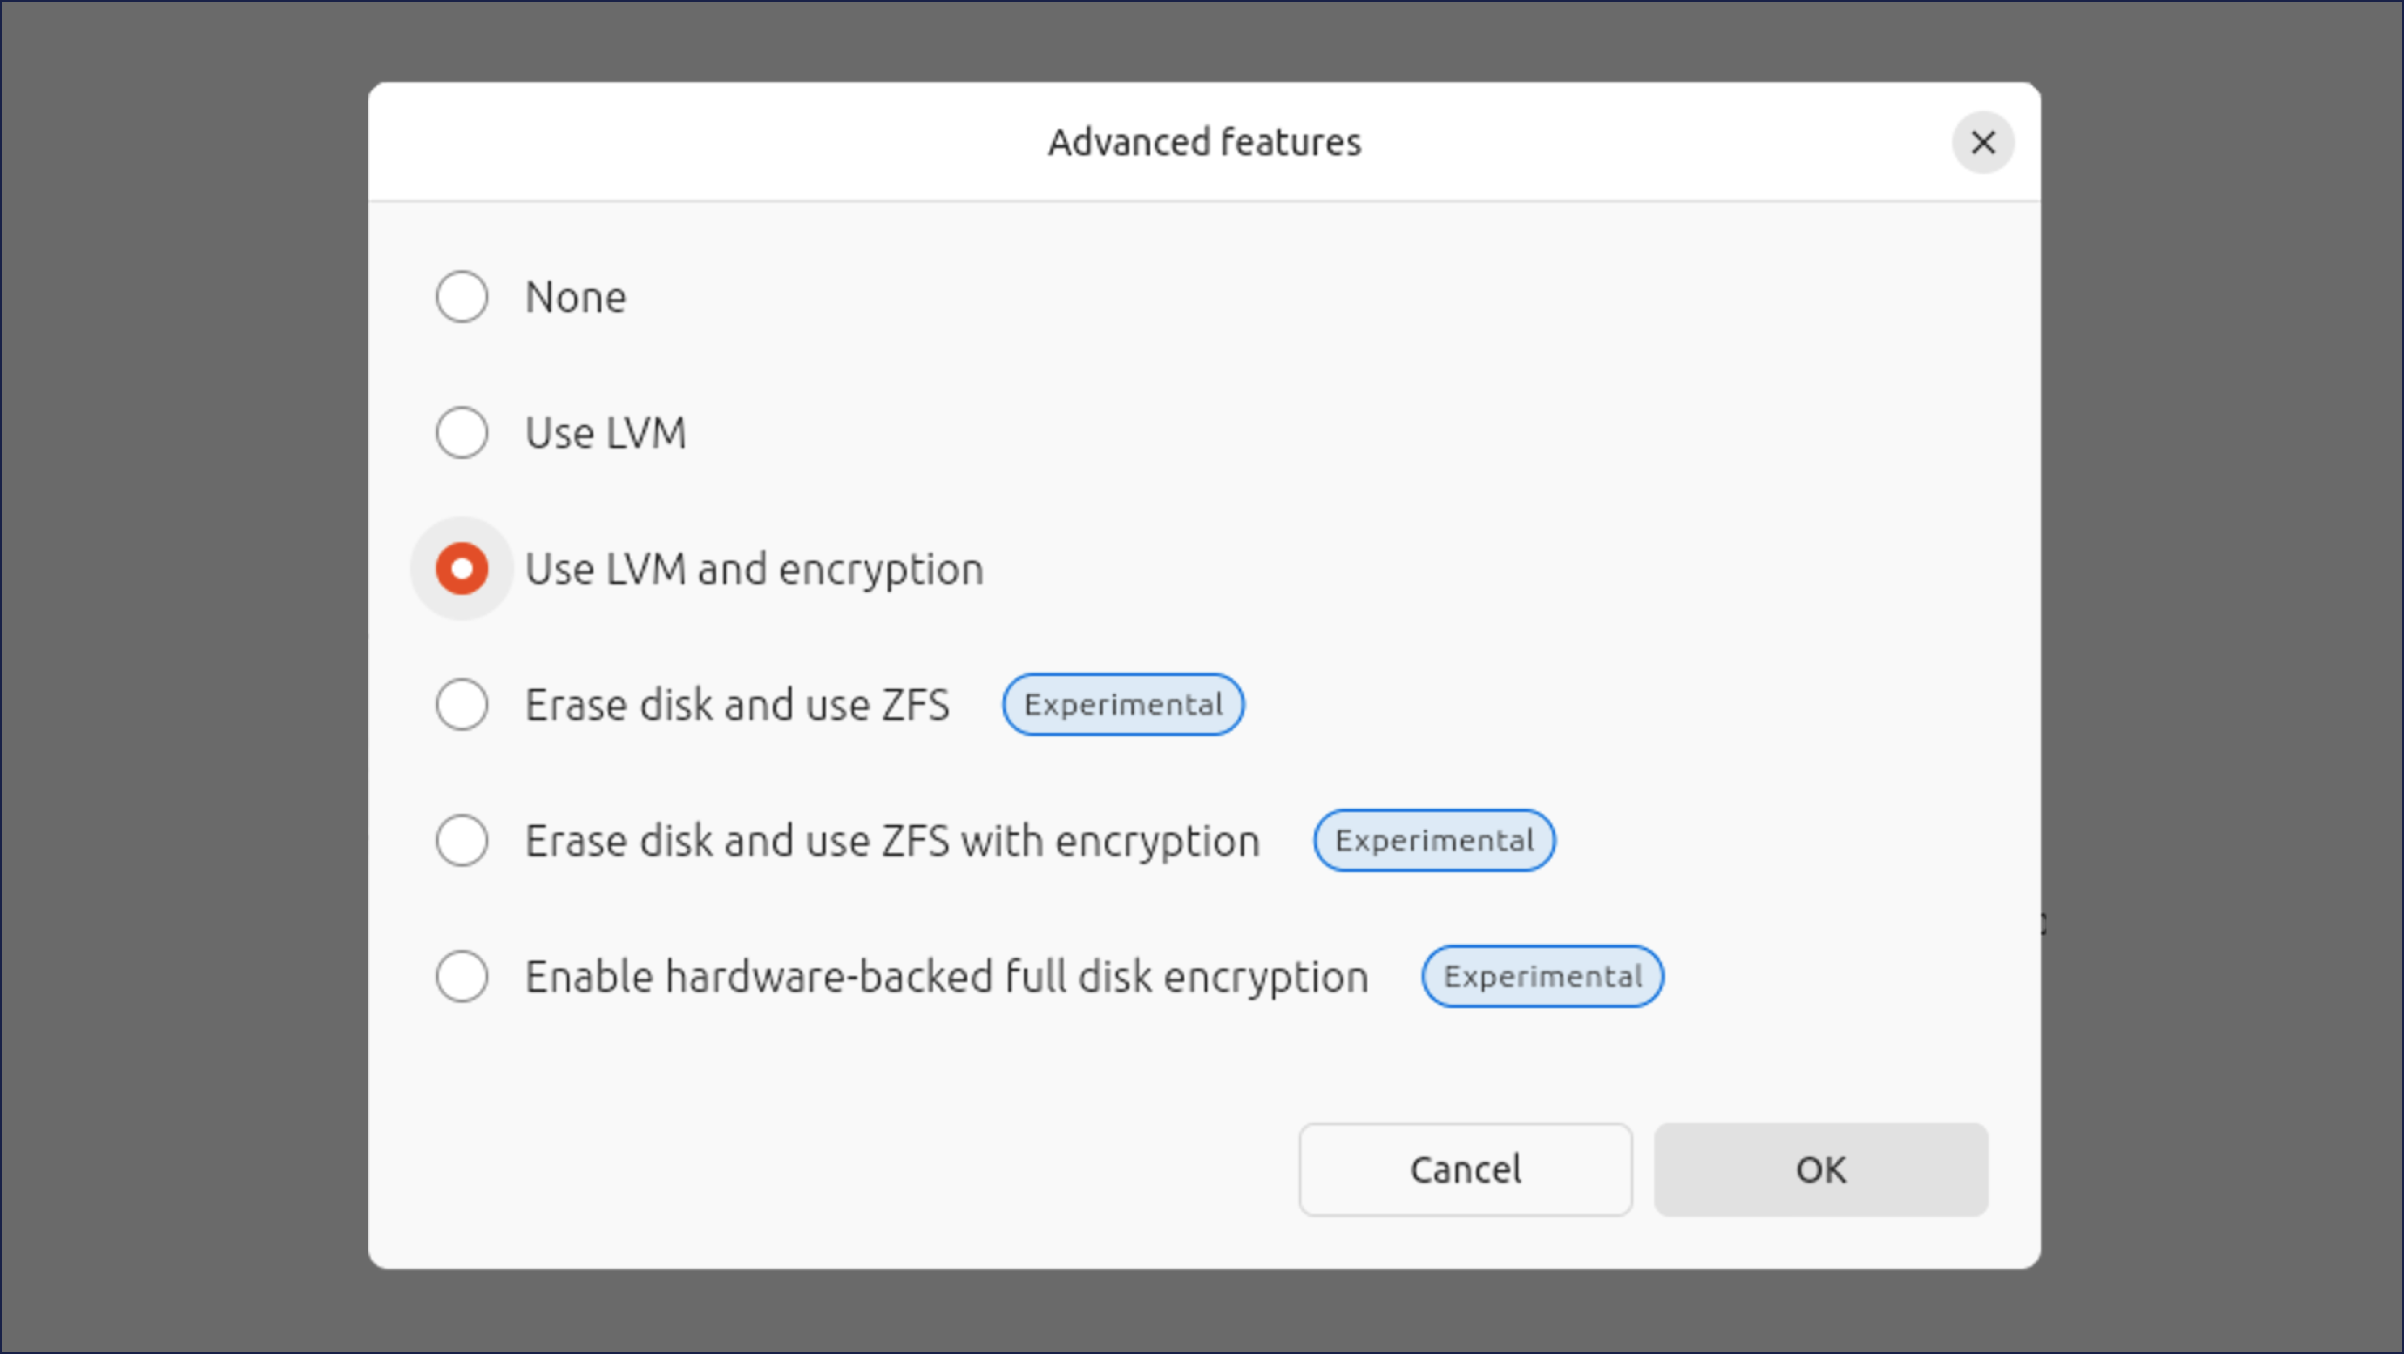 Advanced features
None
Use LVM
Use LVM and encryption
Erase disk and use ZFS Experimental
Erase disk and use ZFS with encryption Experimental
Enable hardware-backed full disk encryption Experimental
Cancel OK